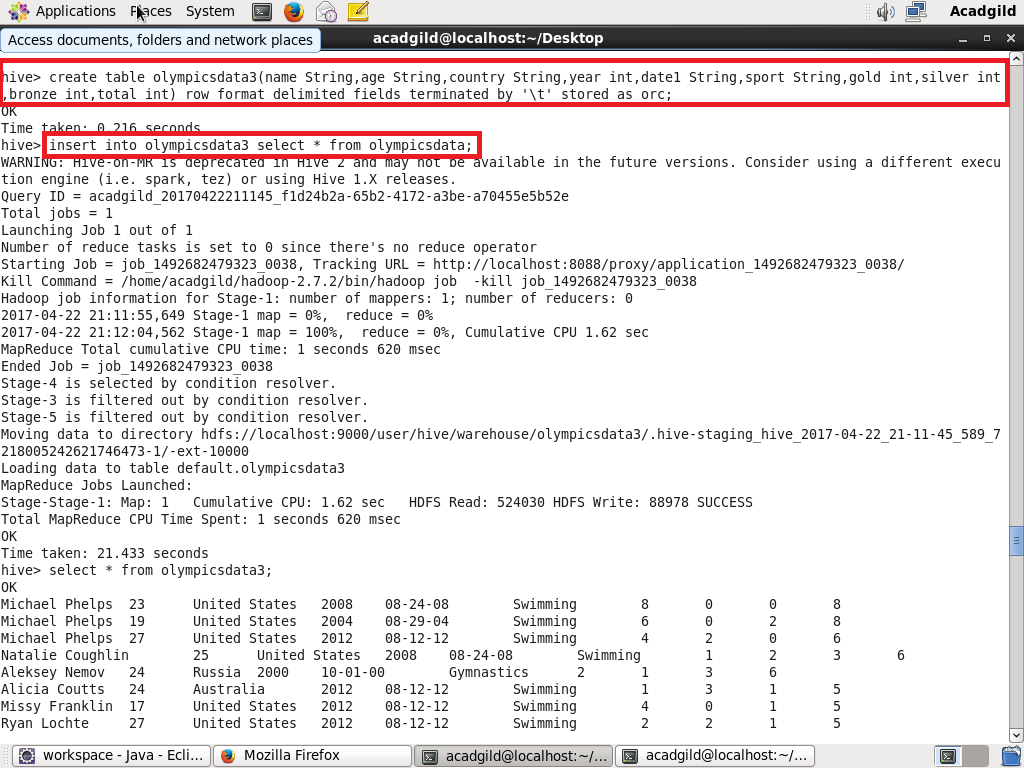 Applications Places System Acadgild
Access documents, folders and network places
acadgild@localhost:~/Desktop
hive> create table olympicsdata3(name String,age String,country String,year int,date1 String,sport String,gold int,silver int
,bronze int,total int) row format delimited fields terminated by '\t' stored as orc;
OK
Time taken: 0.216 seconds
hive> insert into olympicsdata3 select * from olympicsdata;
WARNING: Hive-on-MR is deprecated in Hive 2 and may not be available in the future versions. Consider using a different execu
tion engine (i.e. spark, tez) or using Hive 1.X releases.
Query ID = acadgild_20170422211145_f1d24b2a-65b2-4172-a3be-a70455e5b52e
Total jobs = 1
Launching Job 1 out of 1
Number of reduce tasks is set to 0 since there's no reduce operator
Starting Job = job_1492682479323_0038, Tracking URL = http://localhost:8088/proxy/application_1492682479323_0038/
Kill Command = /home/acadgild/hadoop-2.7.2/bin/hadoop job  -kill job_1492682479323_0038
Hadoop job information for Stage-1: number of mappers: 1; number of reducers: 0
2017-04-22 21:11:55,649 Stage-1 map = 0%,  reduce = 0%
2017-04-22 21:12:04,562 Stage-1 map = 100%,  reduce = 0%, Cumulative CPU 1.62 sec
MapReduce Total cumulative CPU time: 1 seconds 620 msec
Ended Job = job_1492682479323_0038
Stage-4 is selected by condition resolver.
Stage-3 is filtered out by condition resolver.
Stage-5 is filtered out by condition resolver.
Moving data to directory hdfs://localhost:9000/user/hive/warehouse/olympicsdata3/.hive-staging_hive_2017-04-22_21-11-45_589_7
218005242621746473-1/-ext-10000
Loading data to table default.olympicsdata3
MapReduce Jobs Launched:
Stage-Stage-1: Map: 1   Cumulative CPU: 1.62 sec   HDFS Read: 524030 HDFS Write: 88978 SUCCESS
Total MapReduce CPU Time Spent: 1 seconds 620 msec
OK
Time taken: 21.433 seconds
hive> select * from olympicsdata3;
OK
Michael Phelps	23	United States	2008	08-24-08	Swimming	8	0	0	8
Michael Phelps	19	United States	2004	08-29-04	Swimming	6	0	2	8
Michael Phelps	27	United States	2012	08-12-12	Swimming	4	2	0	6
Natalie Coughlin	25	United States	2008	08-24-08	Swimming	1	2	3	6
Aleksey Nemov	24	Russia	2000	10-01-00	Gymnastics	2	1	3	6
Alicia Coutts	24	Australia	2012	08-12-12	Swimming	1	3	1	5
Missy Franklin	17	United States	2012	08-12-12	Swimming	4	0	1	5
Ryan Lochte	27	United States	2012	08-12-12	Swimming	2	2	1	5
workspace - Java - Ecli... Mozilla Firefox acadgild@localhost:~/... acadgild@localhost:~/...